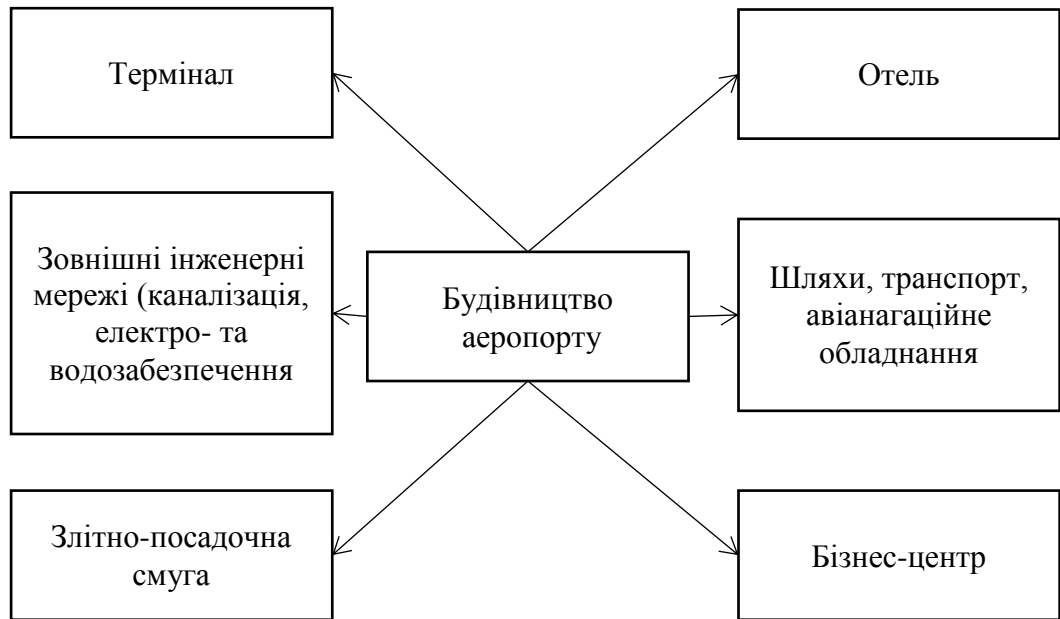 Термінал
Отель
Зовнішні інженерні
мережі (каналізація,
електро- та
водозабезпечення
Будівництво
аеропорту
Шляхи, транспорт,
авіанагаційне
обладнання
Злітно-посадочна
смуга
Бізнес-центр